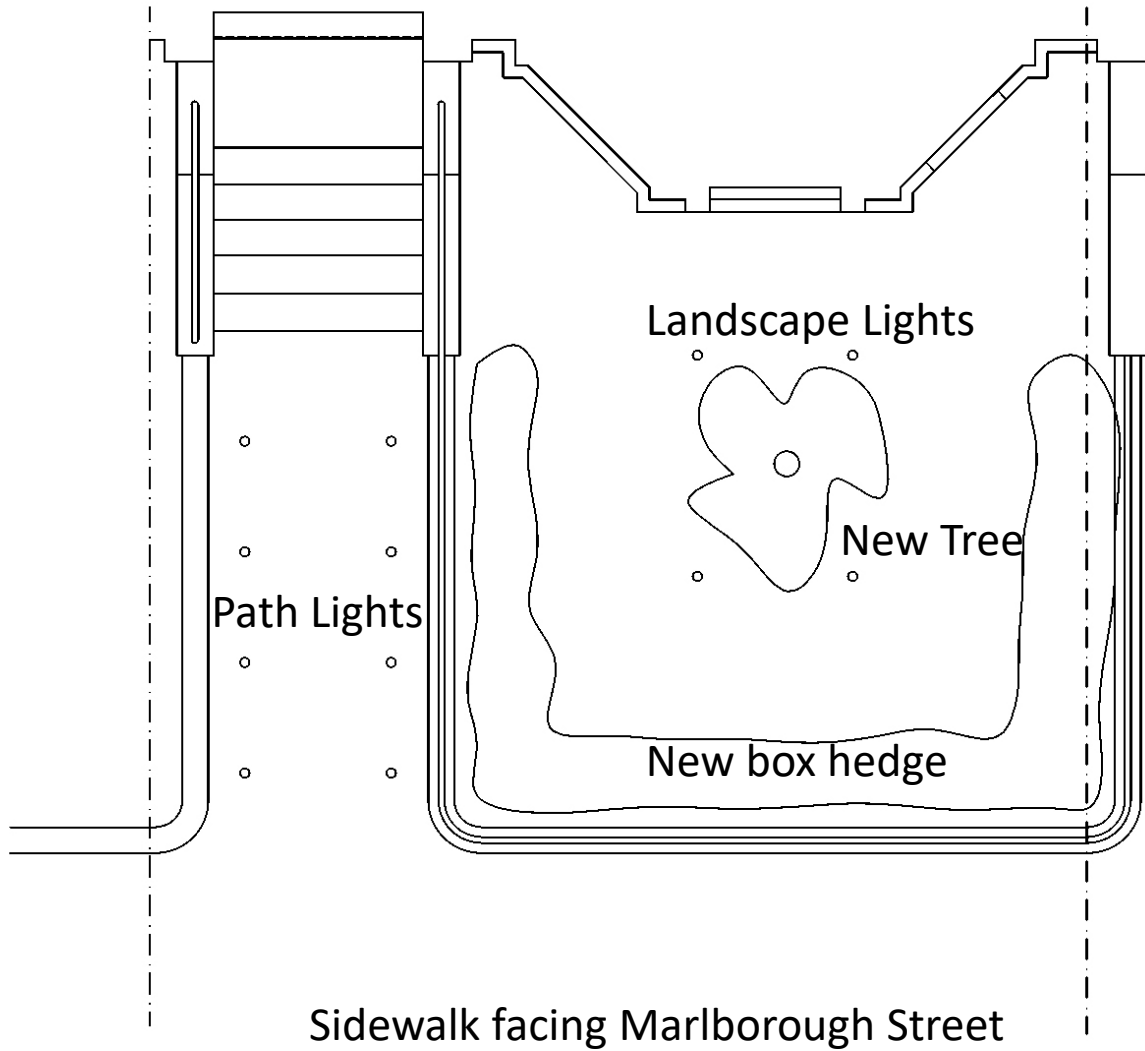 Landscape Lights
New Tree
Path Lights
New box hedge
Sidewalk facing Marlborough Street